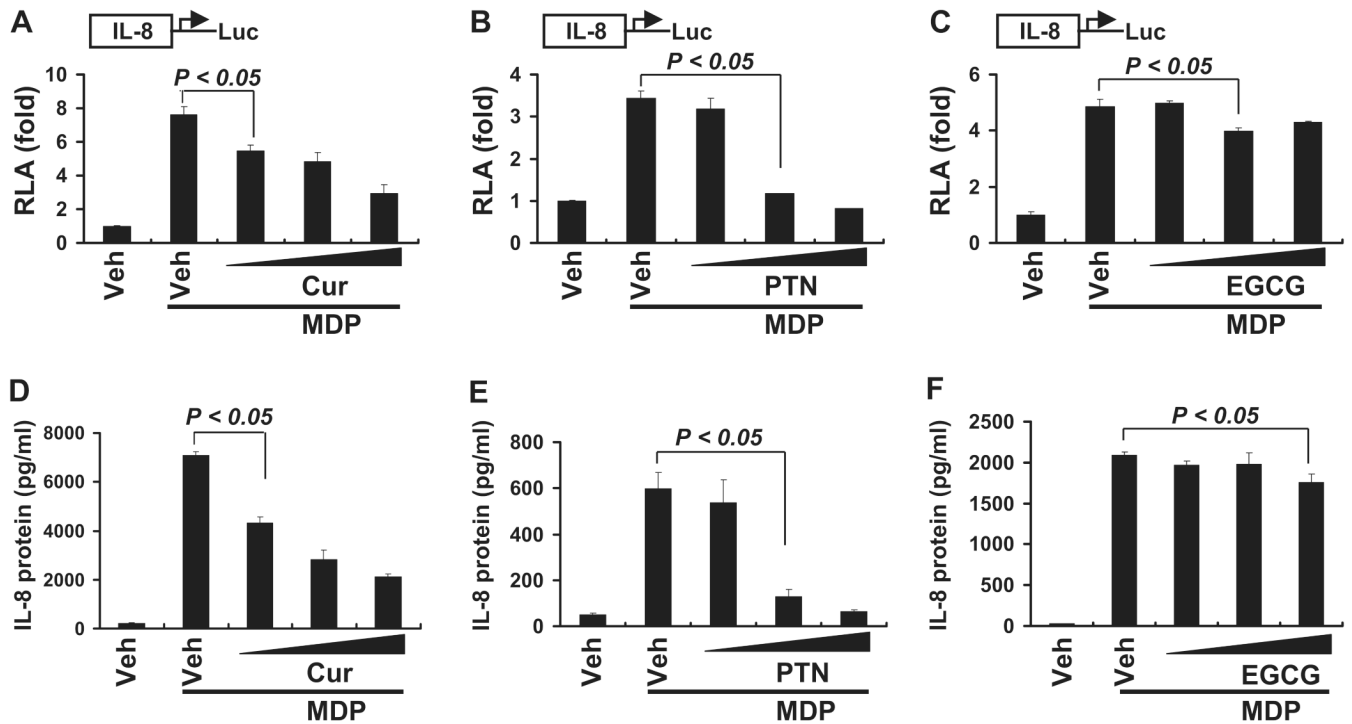 A
IL-8
Luc
P < 0.05
RLA (fold)
10
8
6
4
2
0
Veh
Veh
Cur
MDP
B
IL-8
Luc
P < 0.05
RLA (fold)
4
3
2
1
0
Veh
Veh
PTN
MDP
C
IL-8
Luc
P < 0.05
RLA (fold)
6
4
2
0
Veh
Veh
EGCG
MDP
D
P < 0.05
IL-8 protein (pg/ml)
8000
6000
4000
2000
0
Veh
Veh
Cur
MDP
E
P < 0.05
IL-8 protein (pg/ml)
800
600
400
200
0
Veh
Veh
PTN
MDP
F
P < 0.05
IL-8 protein (pg/ml)
2500
2000
1500
1000
500
0
Veh
Veh
EGCG
MDP